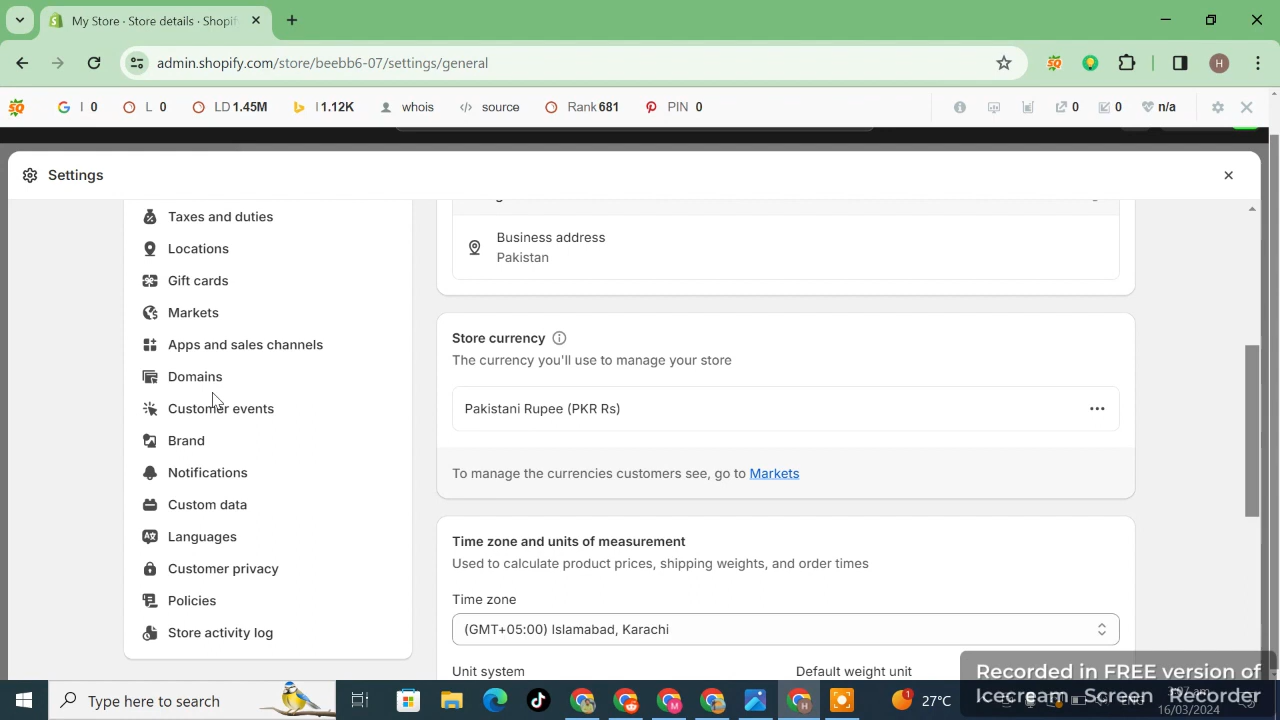 My Store · Store details · Shopif
admin.shopify.com/store/beebb6-07/settings/general
I 0
L 0
LD 1.45M
I 1.12K
whois
source
Rank 681
PIN 0
0
0
n/a
Settings
Taxes and duties
Locations
Gift cards
Markets
Apps and sales channels
Domains
Customer events
Brand
Notifications
Custom data
Languages
Customer privacy
Policies
Store activity log
Business address
Pakistan
Store currency
The currency you'll use to manage your store
Pakistani Rupee (PKR Rs)
To manage the currencies customers see, go to Markets
Time zone and units of measurement
Used to calculate product prices, shipping weights, and order times
Time zone
(GMT+05:00) Islamabad, Karachi
Unit system
Default weight unit
Recorded in FREE version of
Icecream Screen Recorder
Type here to search
27°C
ENG
16/03/2024